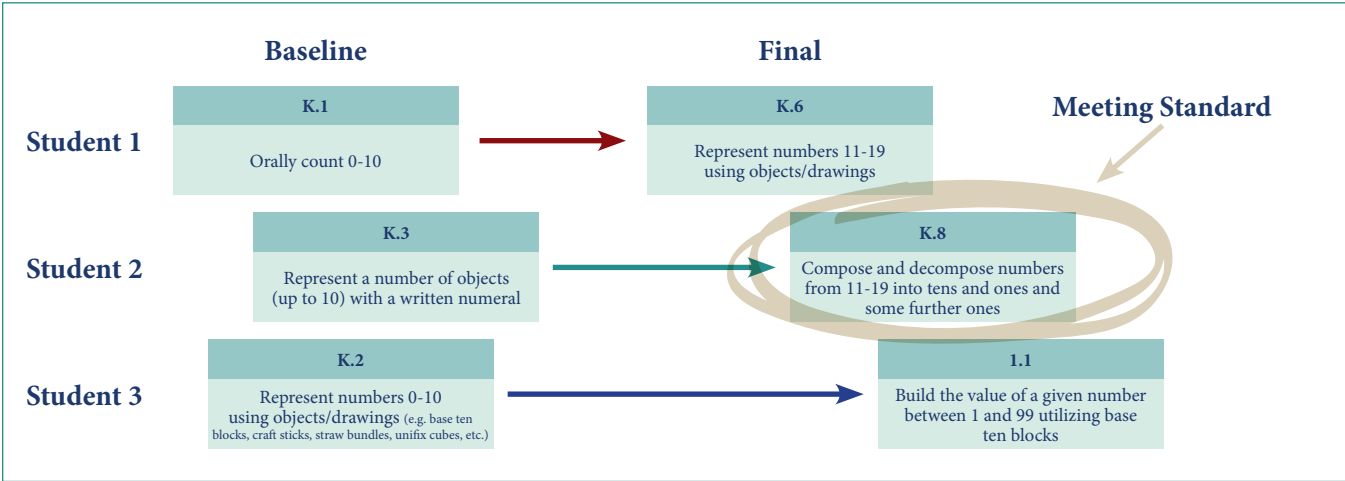 Baseline
Final
Meeting Standard
Student 1
K.1
Orally count 0-10
K.6
Represent numbers 11-19
using objects/drawings
Student 2
K.3
Represent a number of objects
(up to 10) with a written numeral
K.8
Compose and decompose numbers
from 11-19 into tens and ones and
some further ones
Student 3
K.2
Represent numbers 0-10
using objects/drawings (e.g. base ten
blocks, craft sticks, straw bundles, unifix cubes, etc.)
1.1
Build the value of a given number
between 1 and 99 utilizing base
ten blocks